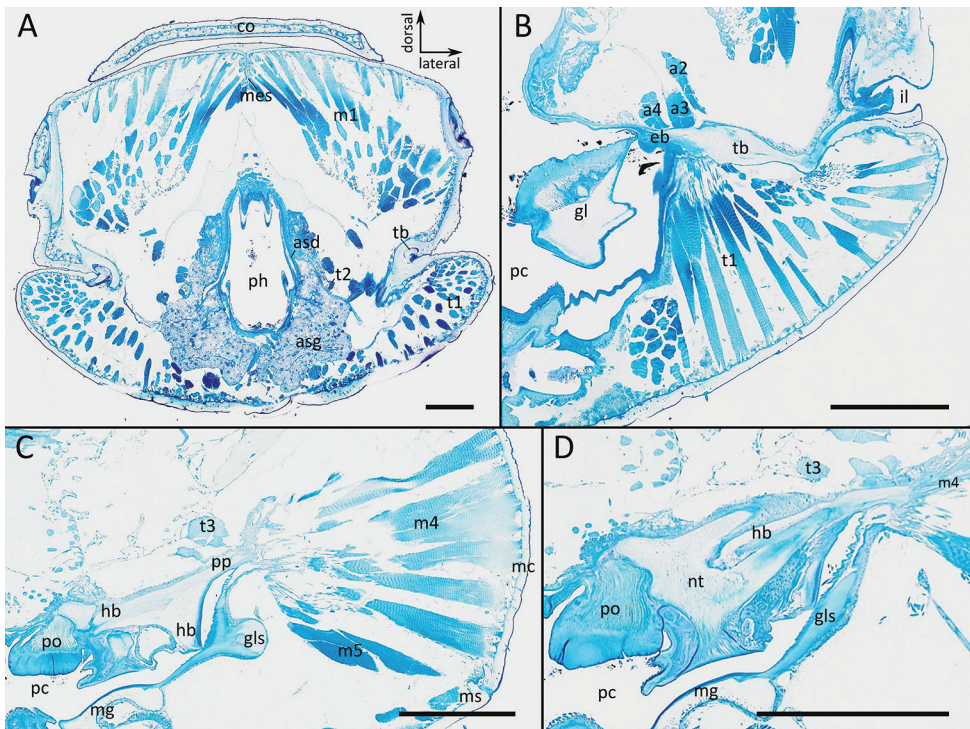 A
co
dorsal
lateral
mes
m1
tb
asd
t2
ph
t1
asg
B
a2
a4
a3
il
eb
tb
gl
t1
pc
C
t3
m4
pp
mc
hb
hb
po
gls
m5
pc
ms
mg
D
t3
m4
hb
nt
po
gls
pc
mg